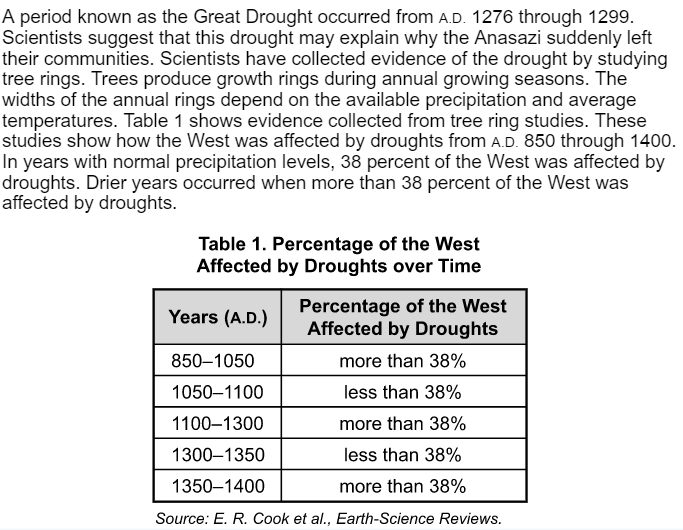 A period known as the Great Drought occurred from A.D. 1276 through 1299.
Scientists suggest that this drought may explain why the Anasazi suddenly left
their communities. Scientists have collected evidence of the drought by studying
tree rings. Trees produce growth rings during annual growing seasons. The
widths of the annual rings depend on the available precipitation and average
temperatures. Table 1 shows evidence collected from tree ring studies. These
studies show how the West was affected by droughts from A.D. 850 through 1400.
In years with normal precipitation levels, 38 percent of the West was affected by
droughts. Drier years occurred when more than 38 percent of the West was
affected by droughts.
Table 1. Percentage of the West
Affected by Droughts over Time
Years (A.D.) Percentage of the West
Affected by Droughts
850–1050 more than 38%
1050–1100 less than 38%
1100–1300 more than 38%
1300–1350 less than 38%
1350–1400 more than 38%
Source: E. R. Cook et al., Earth-Science Reviews.